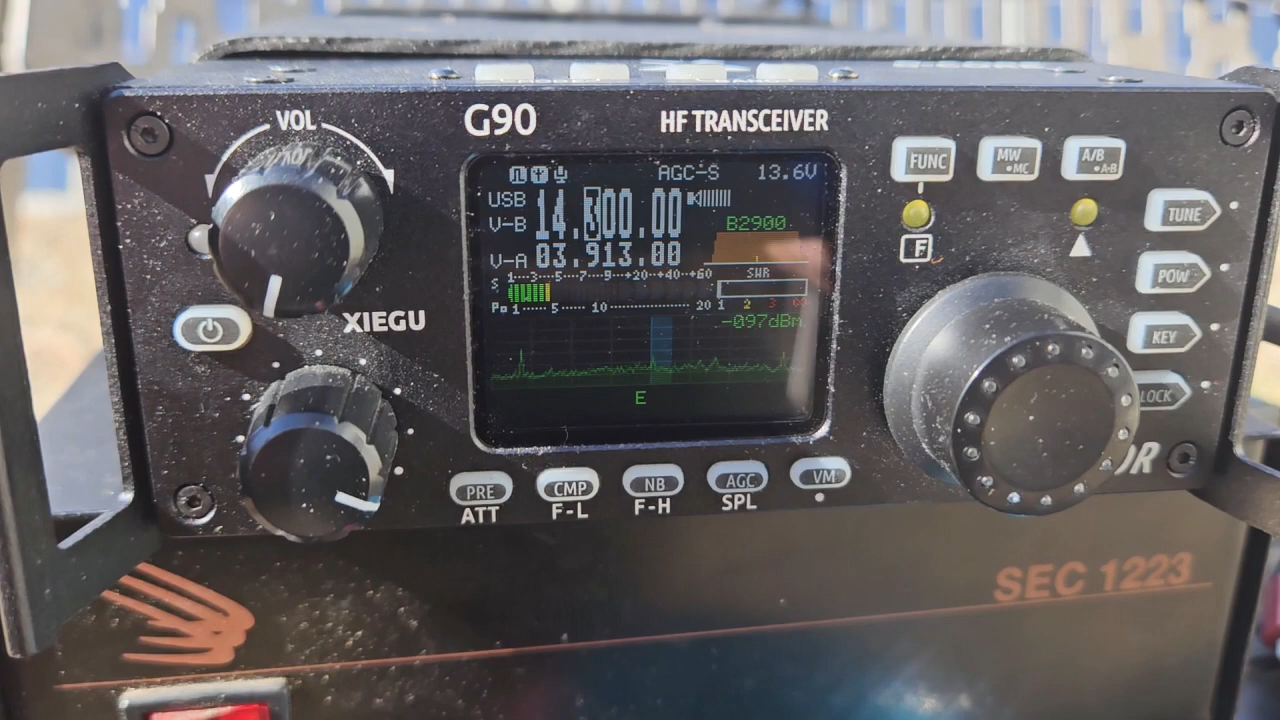 VOL
G90
HF TRANSCEIVER
FUNC
MW
•MC
A/B
•A-B
F
TUNE
POW
KEY
LOCK
XIEGU
AGC-S 13.6V
USB 14.300.00
V-B
B2900
V-A 03.913.00
S 1 3 5 7 9 +20 +40 +60
SWR
Po 1 5 10 20 1 2 3
-097dBm
E
PRE
CMP
NB
AGC
VM
ATT
F-L
F-H
SPL
SEC 1223